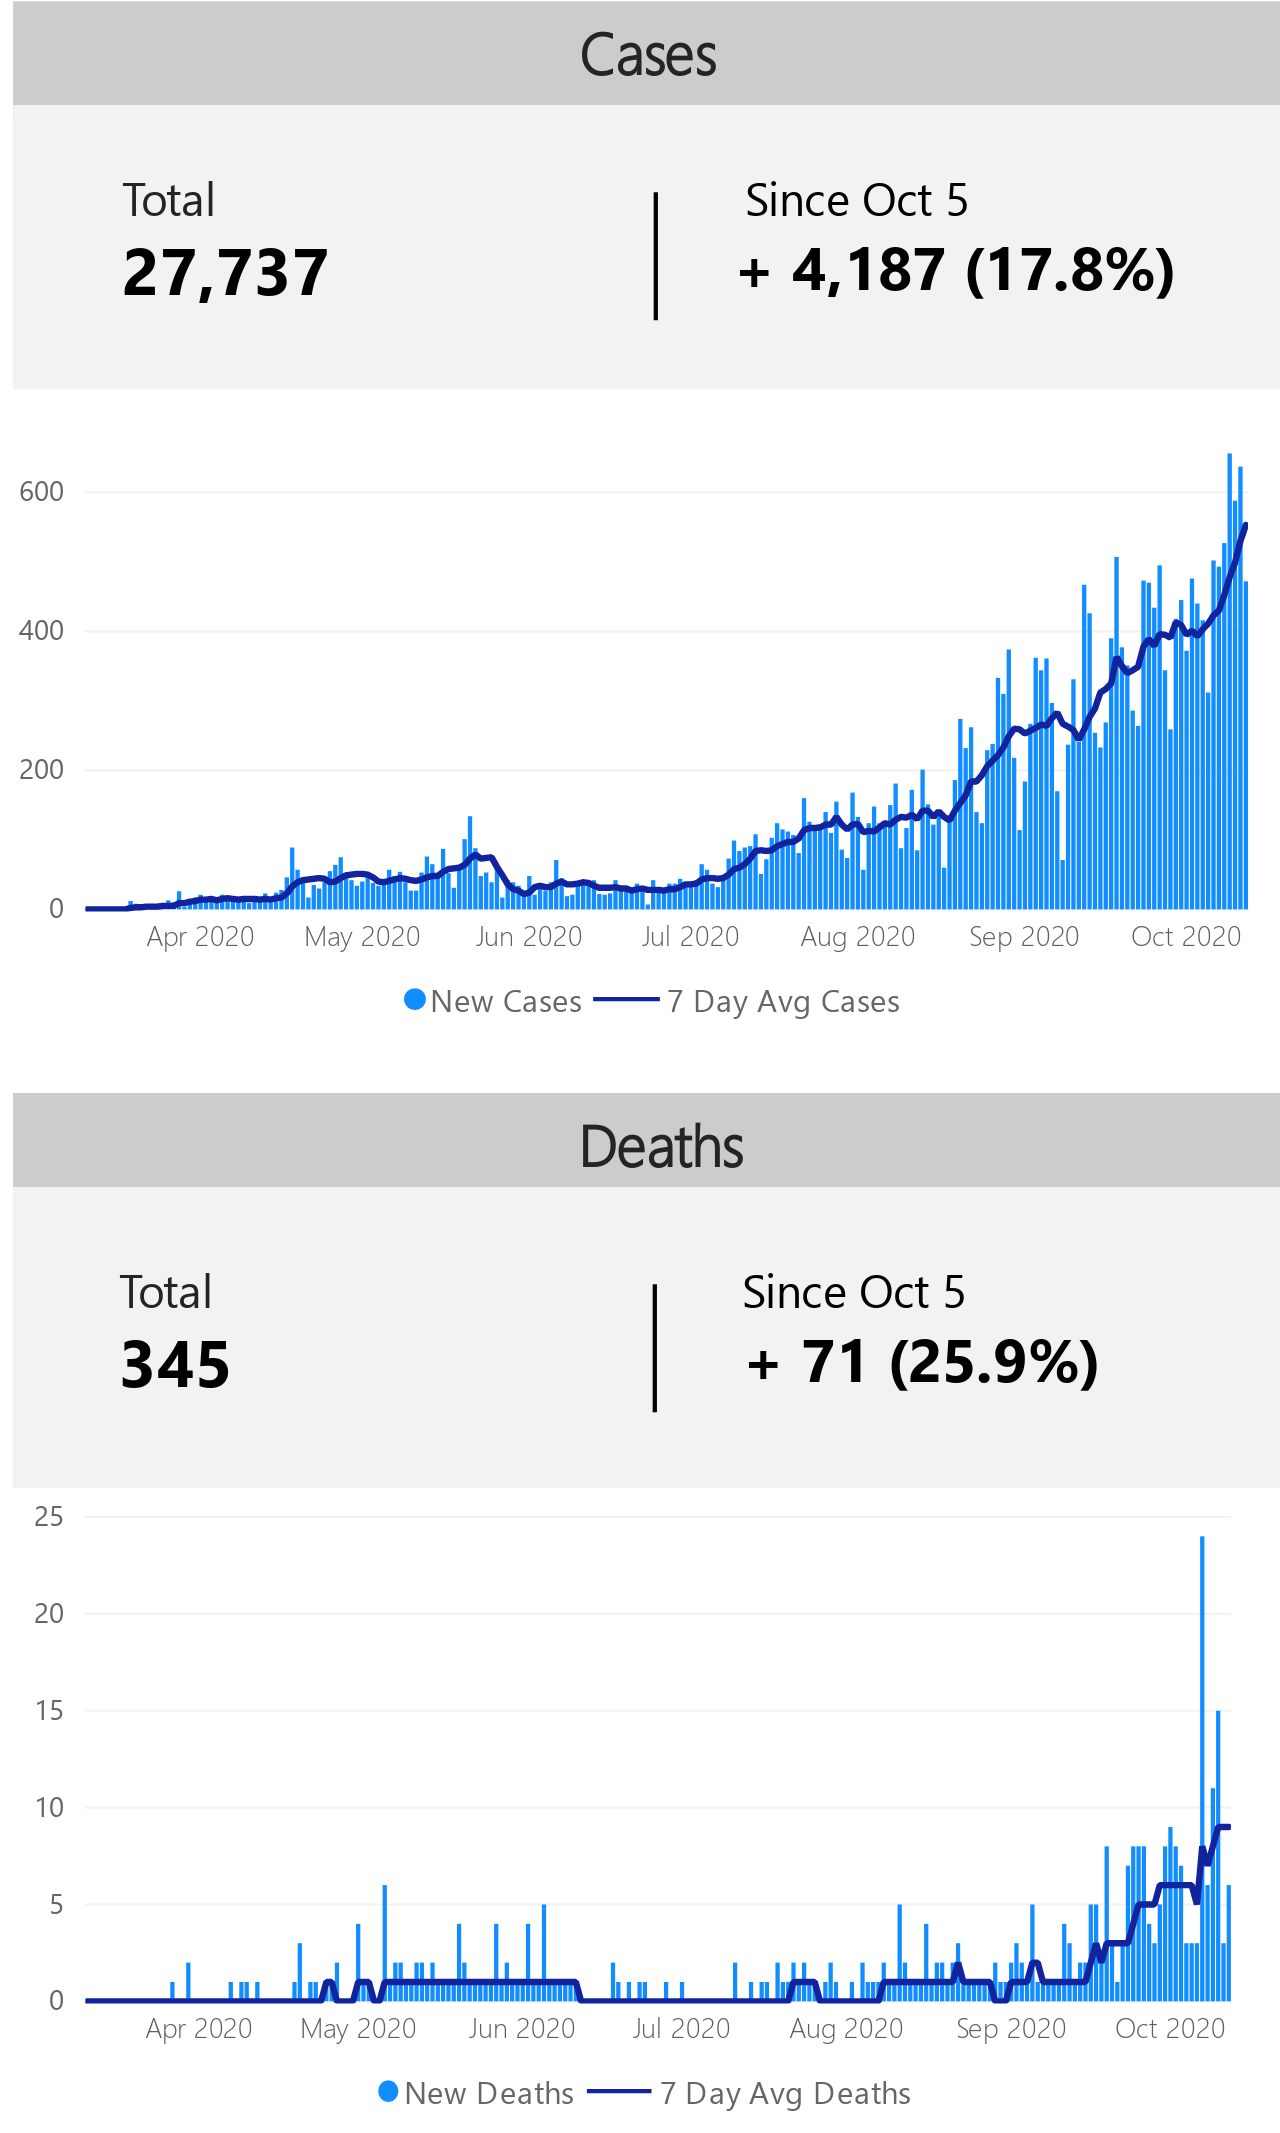 Cases
Total
Since Oct 5
27,737
+ 4,187 (17.8%)
600
400
200
0
Apr 2020 May 2020 Jun 2020 Jul 2020 Aug 2020 Sep 2020 Oct 2020
New Cases 7 Day Avg Cases
Deaths
Total
Since Oct 5
345
+ 71 (25.9%)
25
20
15
10
5
0
Apr 2020 May 2020 Jun 2020 Jul 2020 Aug 2020 Sep 2020 Oct 2020
New Deaths 7 Day Avg Deaths